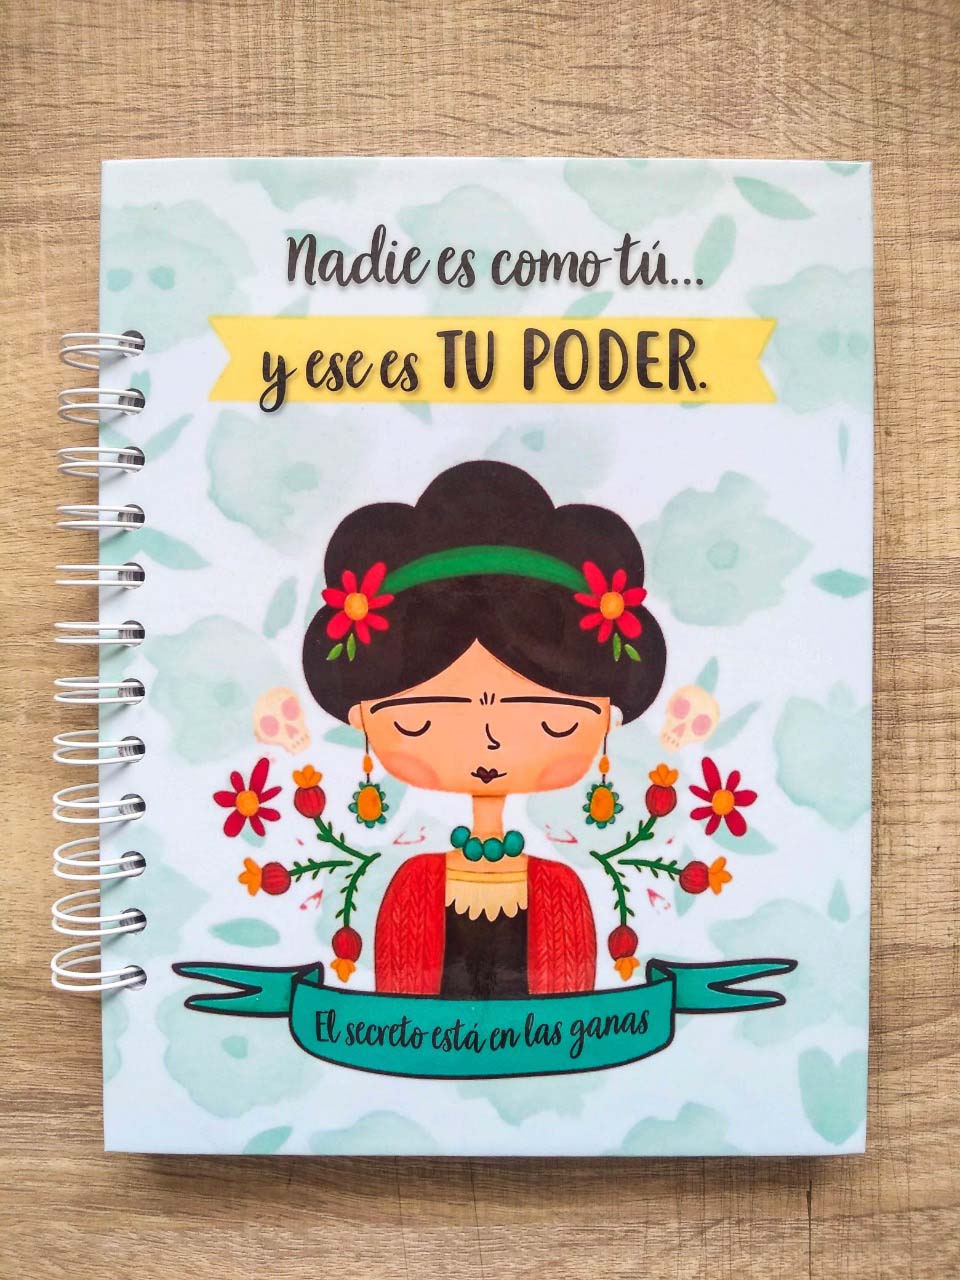 Nadie es como tú...
y ese es TU PODER.
El secreto está en las ganas